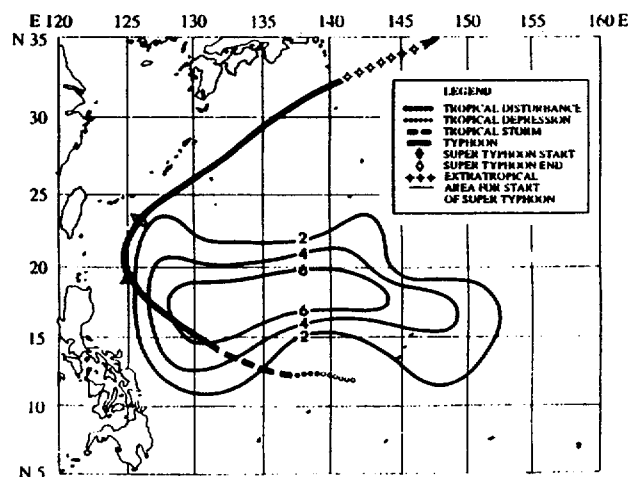 E 120 125 130 135 140 145 150 155 160 E
N 35
30
25
20
15
10
N 5
LEGEND
TROPICAL DISTURBANCE
TROPICAL DEPRESSION
TROPICAL STORM
TYPHOON
SUPER TYPHOON START
SUPER TYPHOON END
EXTRATROPICAL
AREA FOR START
OF SUPER TYPHOON
2
4
6
6
4
2